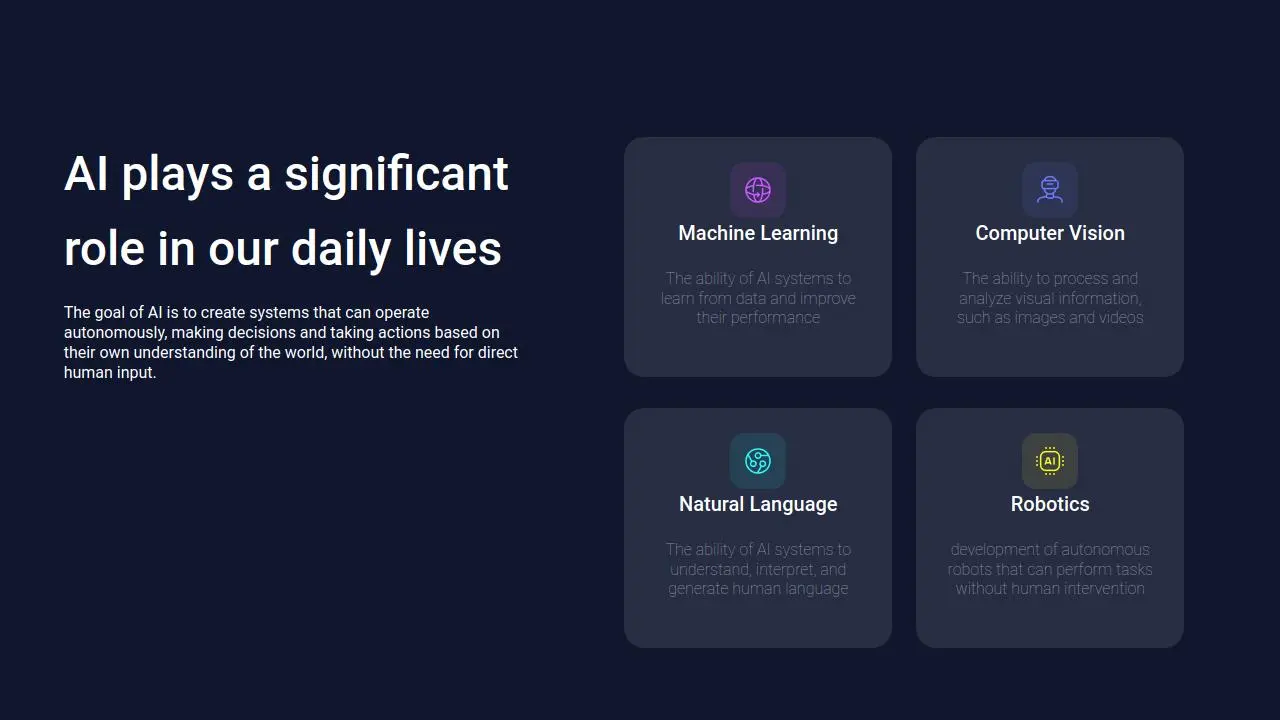 AI plays a significant
role in our daily lives
The goal of AI is to create systems that can operate
autonomously, making decisions and taking actions based on
their own understanding of the world, without the need for direct
human input.
Machine Learning
The ability of AI systems to
learn from data and improve
their performance
Computer Vision
The ability to process and
analyze visual information,
such as images and videos
Natural Language
The ability of AI systems to
understand, interpret, and
generate human language
AI
Robotics
development of autonomous
robots that can perform tasks
without human intervention